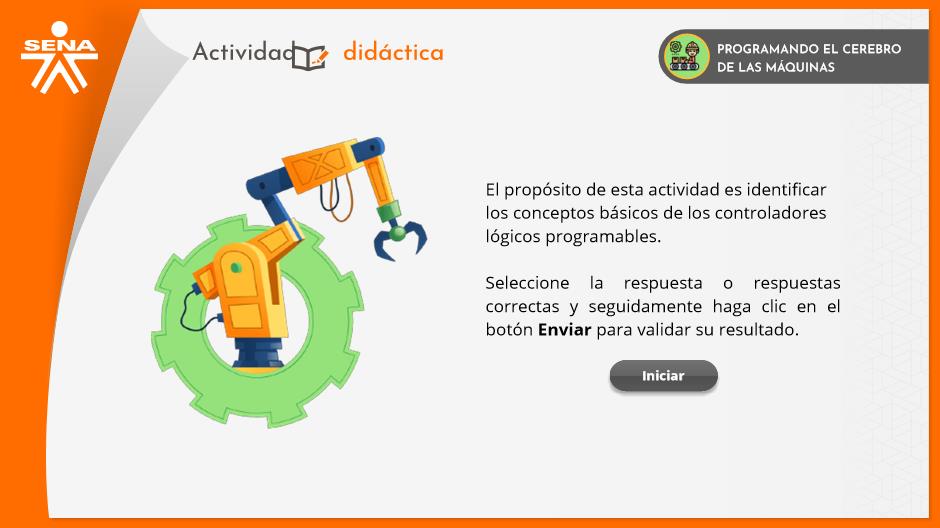 SENA
Actividad didáctica
PROGRAMANDO EL CEREBRO
DE LAS MÁQUINAS
El propósito de esta actividad es identificar
los conceptos básicos de los controladores
lógicos programables.
Seleccione la respuesta o respuestas
correctas y seguidamente haga clic en el
botón Enviar para validar su resultado.
Iniciar